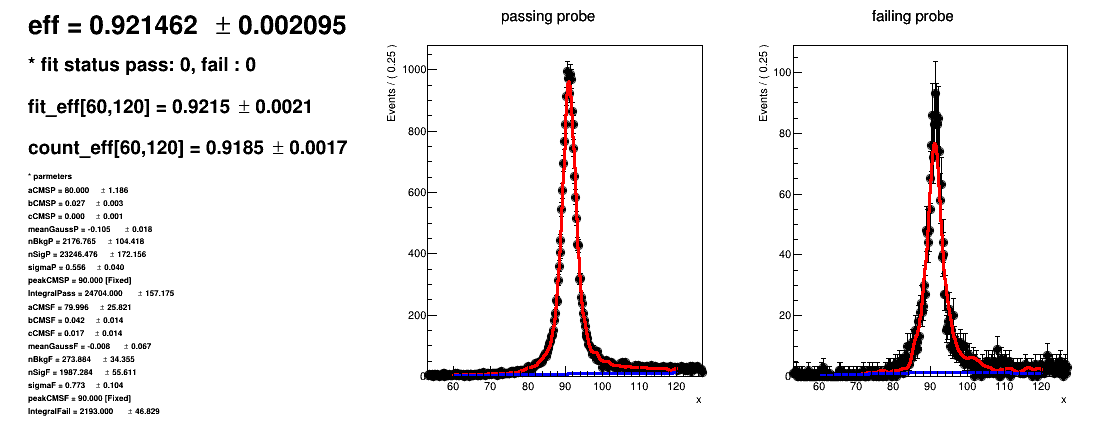 eff = 0.921462 ± 0.002095
* fit status pass: 0, fail : 0
fit_eff[60,120] = 0.9215 ± 0.0021
count_eff[60,120] = 0.9185 ± 0.0017
* parmeters
aCMSP = 80.000 ± 1.186
bCMSP = 0.027 ± 0.003
cCMSP = 0.000 ± 0.001
meanGaussP = -0.105 ± 0.018
nBkgP = 2176.765 ± 104.418
nSigP = 23246.476 ± 172.156
sigmaP = 0.556 ± 0.040
peakCMSP = 90.000 [Fixed]
IntegralPass = 24704.000 ± 157.175
aCMSF = 79.996 ± 25.821
bCMSF = 0.042 ± 0.014
cCMSF = 0.017 ± 0.014
meanGaussF = -0.008 ± 0.067
nBkgF = 273.884 ± 34.355
nSigF = 1987.284 ± 55.611
sigmaF = 0.773 ± 0.104
peakCMSF = 90.000 [Fixed]
IntegralFail = 2193.000 ± 46.829
passing probe
Events / ( 0.25 )
1000
800
600
400
200
0
60 70 80 90 100 110 120
x
failing probe
Events / ( 0.25 )
100
80
60
40
20
0
60 70 80 90 100 110 120
x